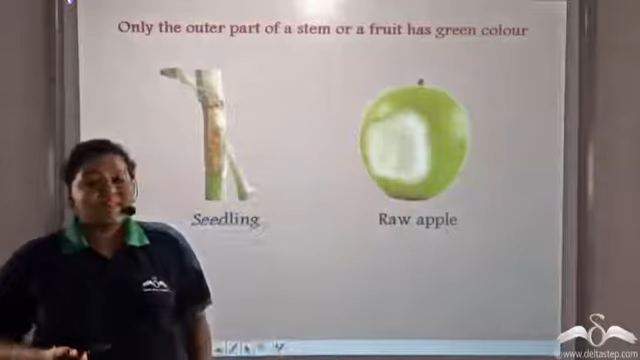 Only the outer part of a stem or a fruit has green colour
Seedling
Raw apple
www.deltastep.com